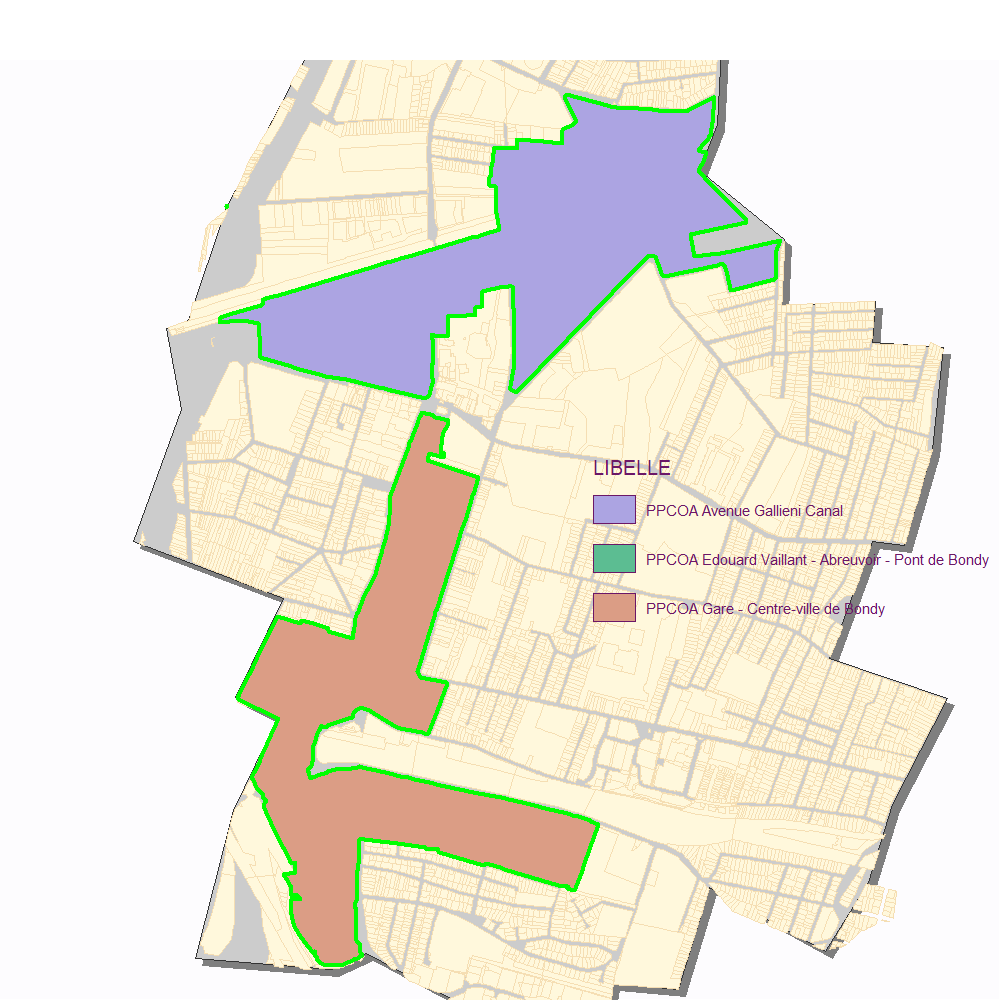 LIBELLE
PPCOA Avenue Gallieni Canal
PPCOA Edouard Vaillant - Abreuvoir - Pont de Bondy
PPCOA Gare - Centre-ville de Bondy